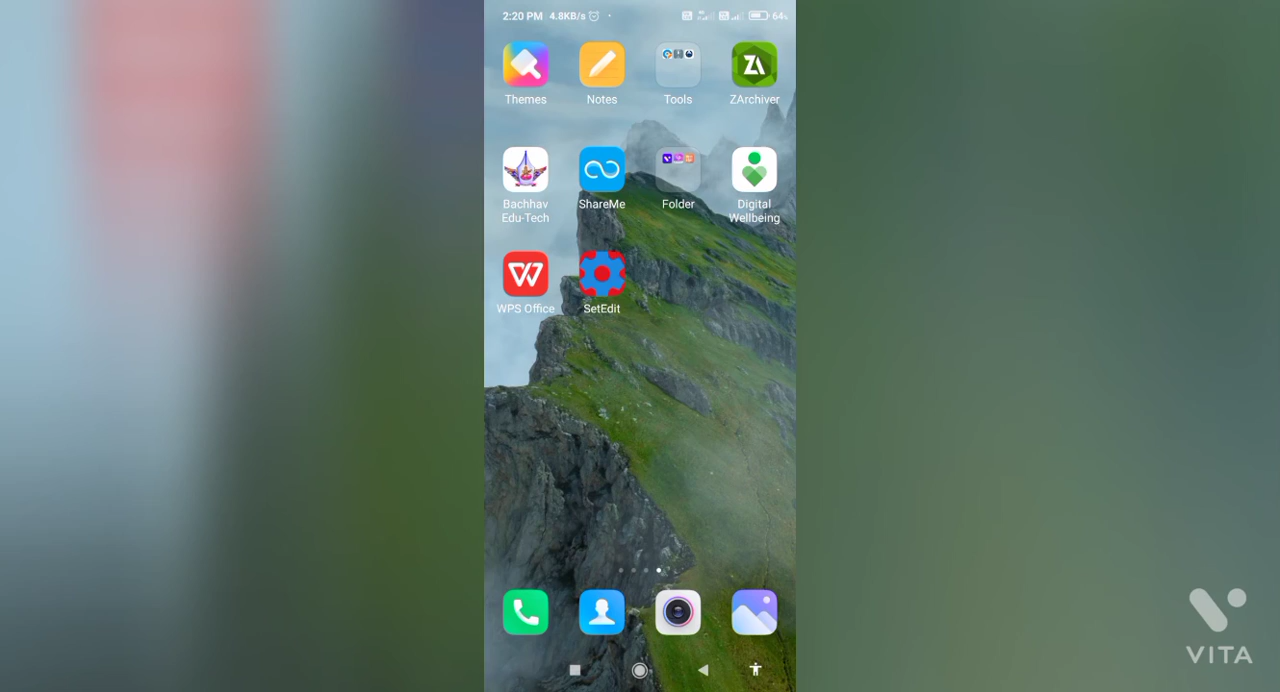 2:20 PM 4.8KB/s 64%
Themes Notes Tools ZArchiver
Bachhav Edu-Tech ShareMe Folder Digital Wellbeing
WPS Office SetEdit
VITA